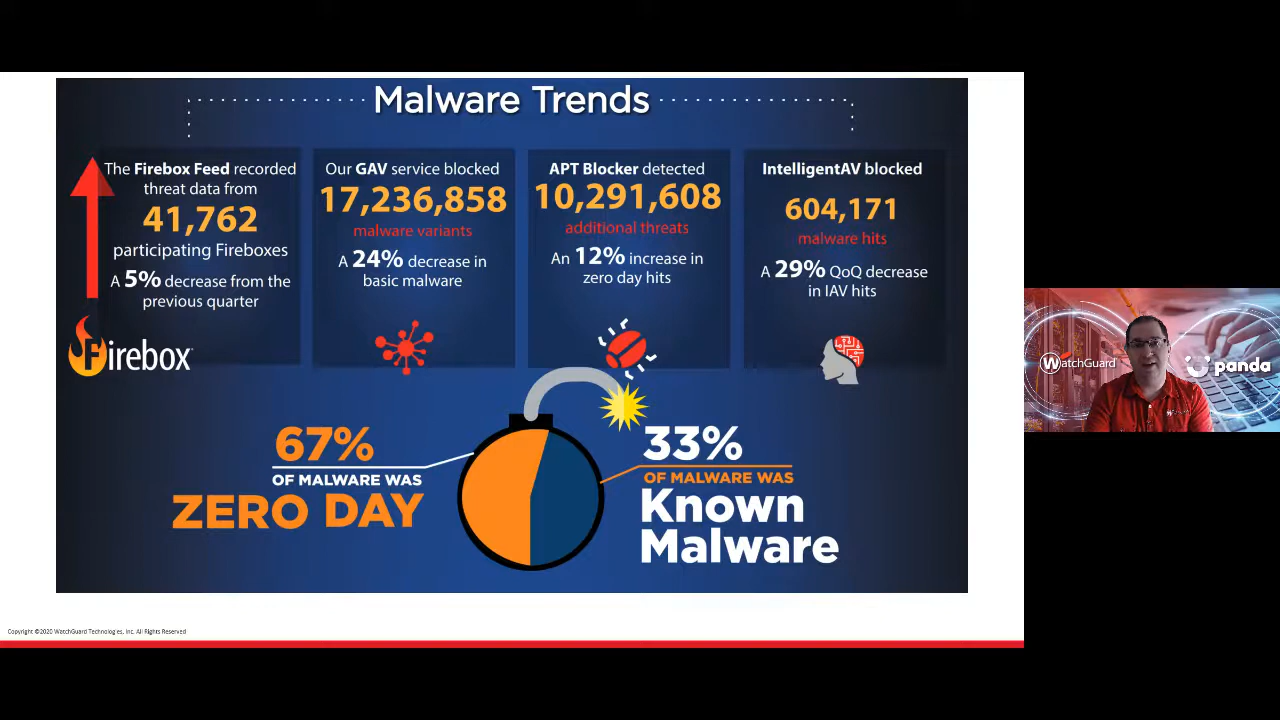 Malware Trends
The Firebox Feed recorded
threat data from
41,762
participating Fireboxes
A 5% decrease from the
previous quarter
Firebox
Our GAV service blocked
17,236,858
malware variants
A 24% decrease in
basic malware
APT Blocker detected
10,291,608
additional threats
An 12% increase in
zero day hits
IntelligentAV blocked
604,171
malware hits
A 29% QoQ decrease
in IAV hits
67%
OF MALWARE WAS
ZERO DAY
33%
OF MALWARE WAS
Known
Malware
WatchGuard
panda
Copyright ©2020 WatchGuard Technologies, Inc. All Rights Reserved